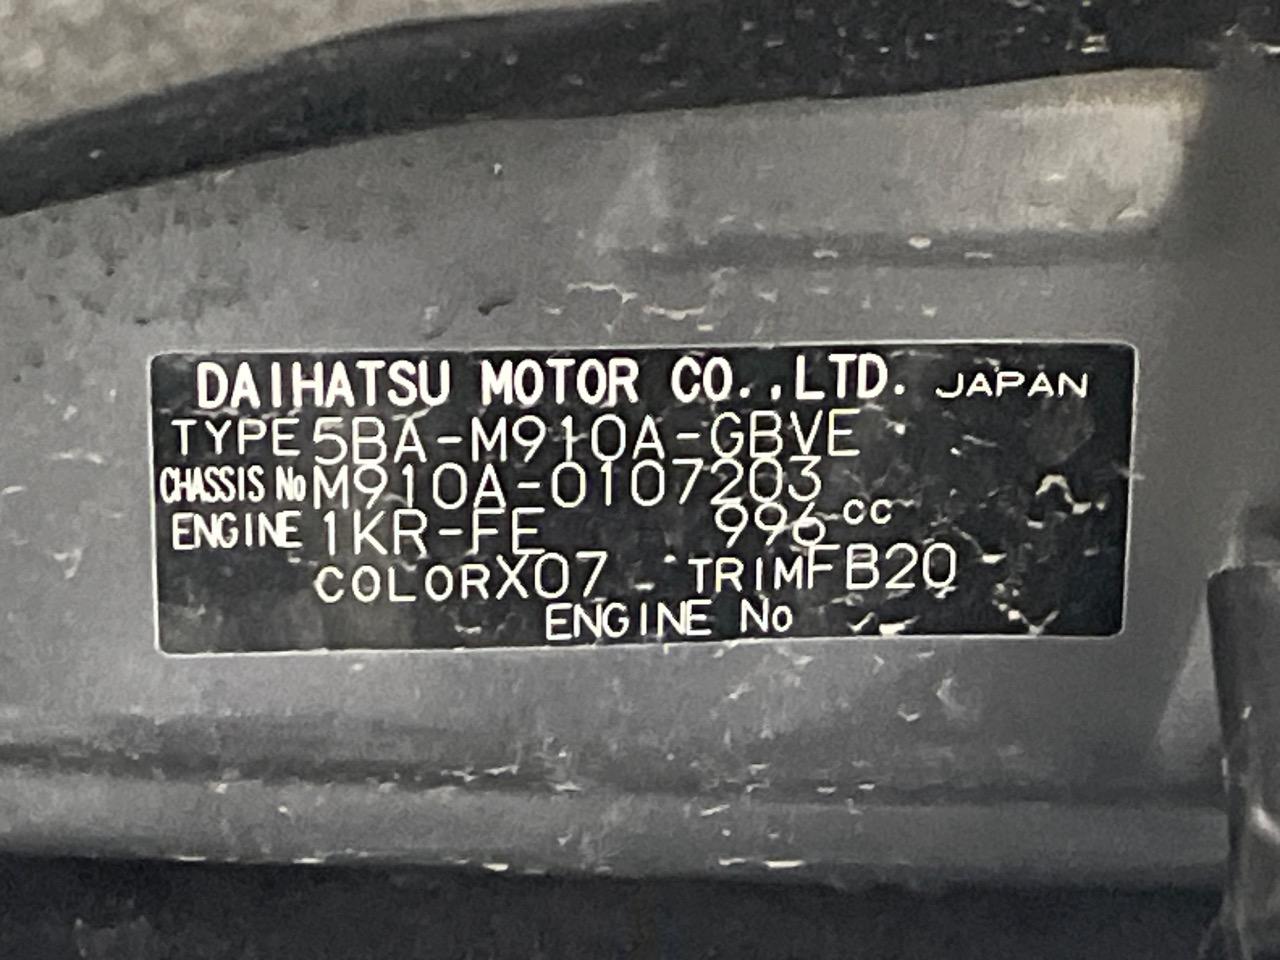 DAIHATSU MOTOR CO.,LTD. JAPAN
TYPE 5BA-M910A-GBVE
CHASSIS No M910A-0107203
ENGINE 1KR-FE 996 cc
COLOR X07 TRIM FB20
ENGINE No